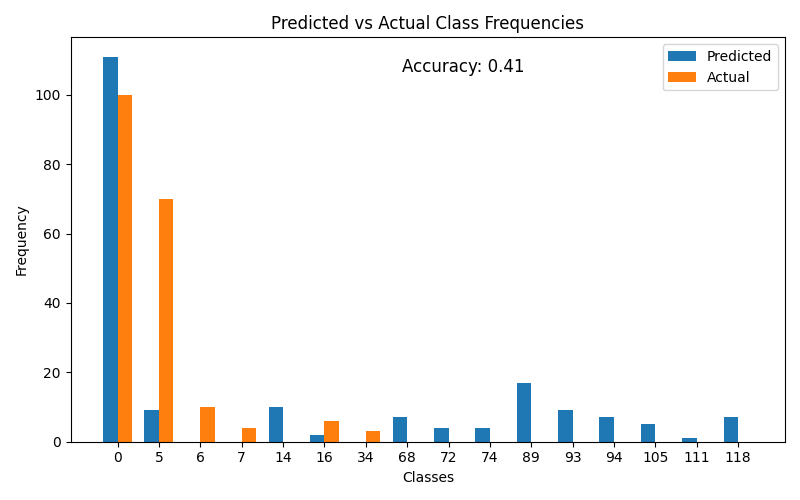 Predicted vs Actual Class Frequencies
Accuracy: 0.41
Predicted
Actual
Frequency
100
80
60
40
20
0
0 5 6 7 14 16 34 68 72 74 89 93 94 105 111 118
Classes